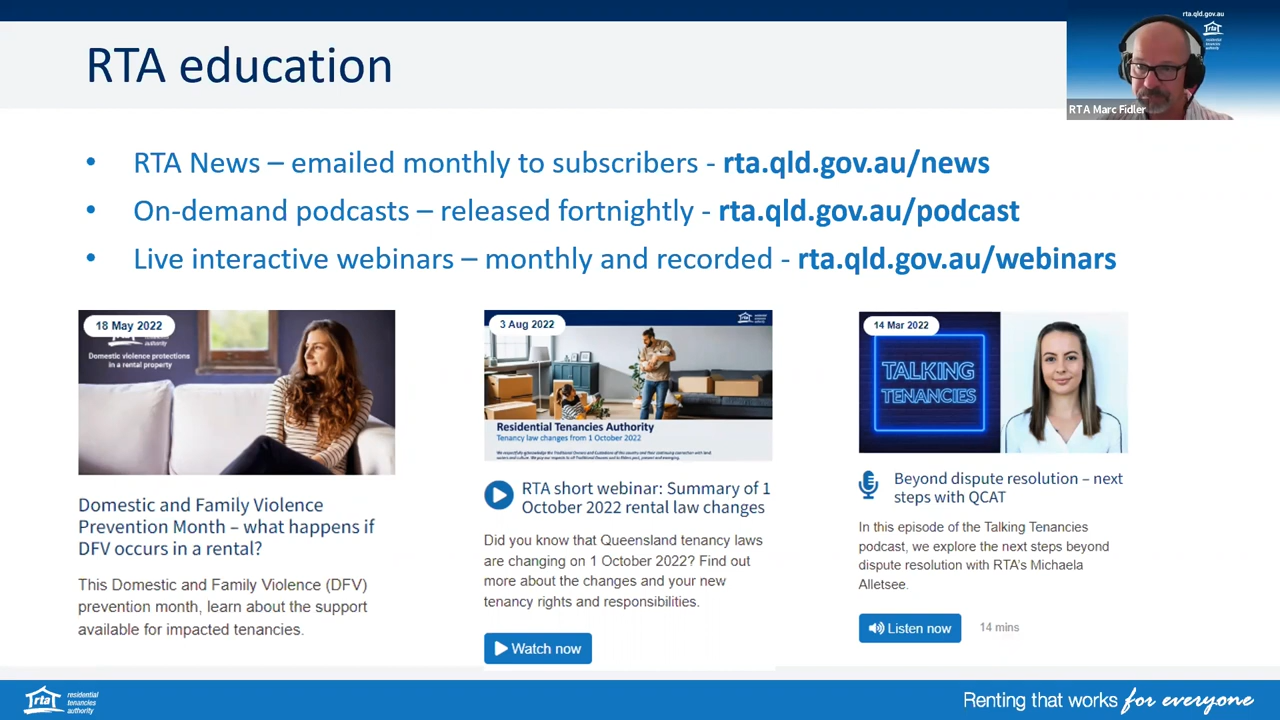 RTA education
rta.qld.gov.au
rta
residential
tenancies
authority
RTA Marc Fidler
• RTA News – emailed monthly to subscribers - rta.qld.gov.au/news
• On-demand podcasts – released fortnightly - rta.qld.gov.au/podcast
• Live interactive webinars – monthly and recorded - rta.qld.gov.au/webinars
18 May 2022
authority
Domestic violence protections
in a rental property
Domestic and Family Violence
Prevention Month – what happens if
DFV occurs in a rental?
This Domestic and Family Violence (DFV)
prevention month, learn about the support
available for impacted tenancies.
3 Aug 2022
Residential Tenancies Authority
Tenancy law changes from 1 October 2022
RTA short webinar: Summary of 1
October 2022 rental law changes
Did you know that Queensland tenancy laws
are changing on 1 October 2022? Find out
more about the changes and your new
tenancy rights and responsibilities.
Watch now
14 Mar 2022
TALKING
TENANCIES
Beyond dispute resolution – next
steps with QCAT
In this episode of the Talking Tenancies
podcast, we explore the next steps beyond
dispute resolution with RTA's Michaela
Alletsee.
Listen now 14 mins
rta
residential
tenancies
authority
Renting that works for everyone